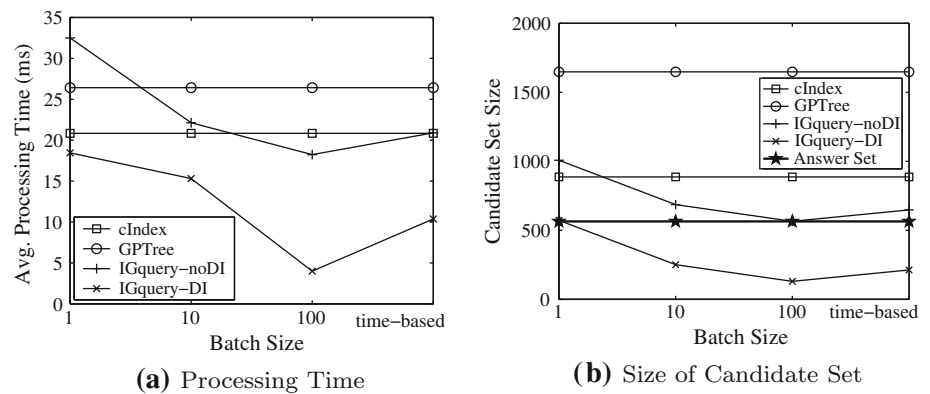 35
30
25
20
15
10
5
0
Avg. Processing Time (ms)
cIndex
GPTree
IGquery−noDI
IGquery−DI
1
10
100
time−based
Batch Size
(a) Processing Time
2000
1500
1000
500
0
Candidate Set Size
cIndex
GPTree
IGquery−noDI
IGquery−DI
Answer Set
1
10
100
time−based
Batch Size
(b) Size of Candidate Set